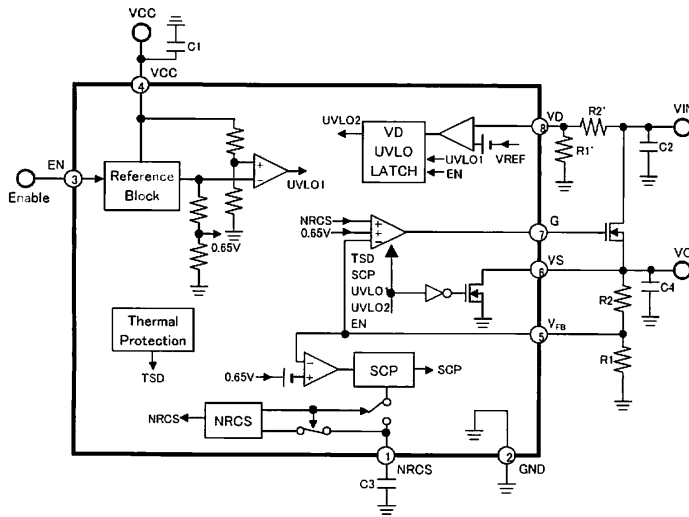 VCC
C1
VCC
4
UVLO2
VD
UVLO
LATCH
UVLO1
EN
VREF
8
VD
R2'
VIN
R1'
C2
EN
3
Enable
Reference
Block
UVLO1
0.65V
NRCS
0.65V
G
7
TSD
SCP
UVLO1
UVLO2
EN
VS
6
C4
R2
VFB
5
R1
Thermal
Protection
TSD
0.65V
SCP
SCP
NRCS
NRCS
1
NRCS
2
GND
C3